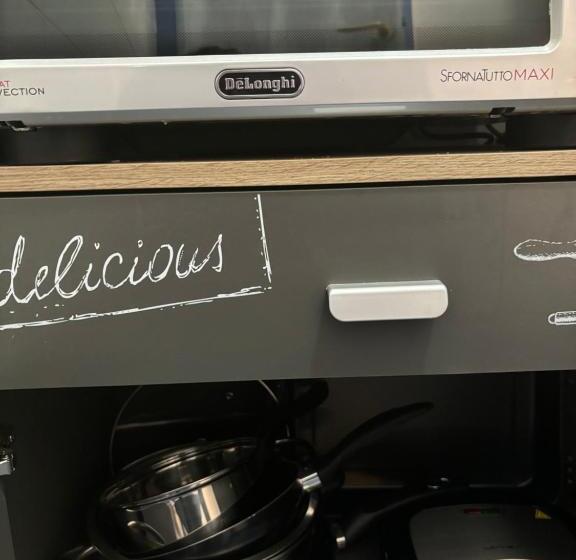 AT
VECTION
DeLonghi
SFORNATUTTO MAXI
delicious